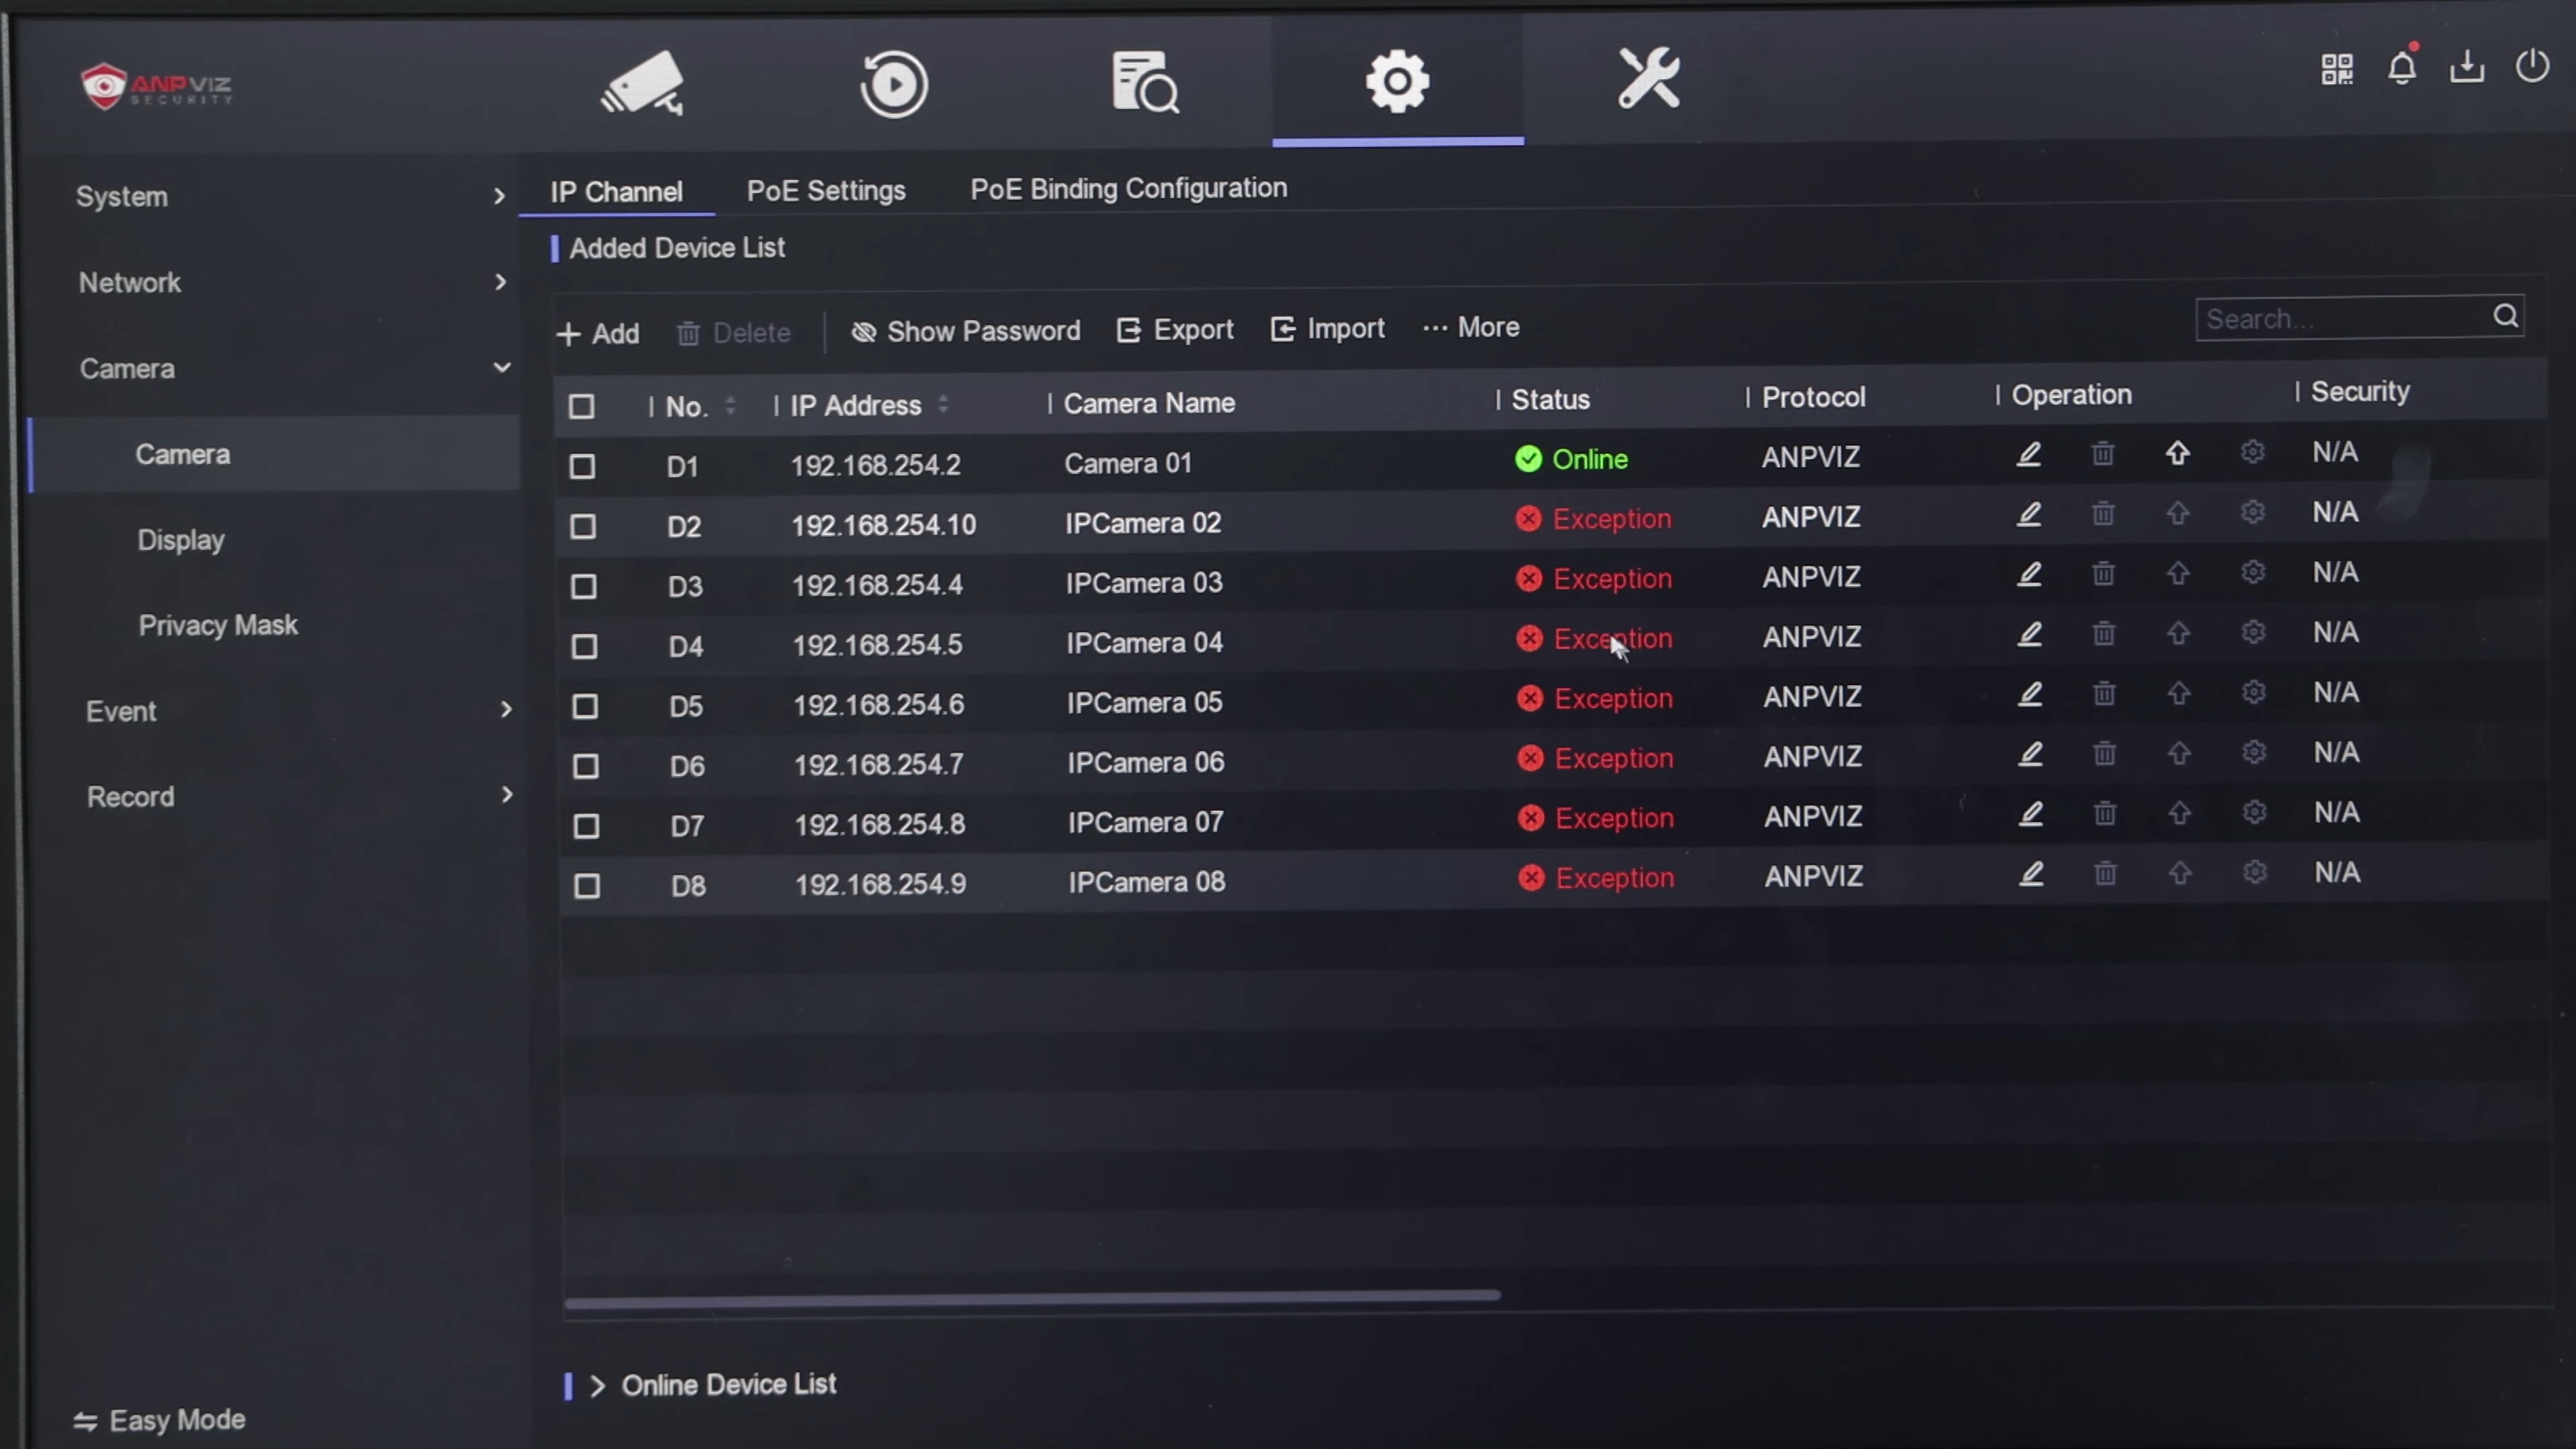 ANPVIZ
SECURITY
System
Network
Camera
Camera
Display
Privacy Mask
Event
Record
Easy Mode
IP Channel PoE Settings PoE Binding Configuration
Added Device List
Add Delete Show Password Export Import ... More Search...
No. IP Address Camera Name Status Protocol Operation Security
D1 192.168.254.2 Camera 01 Online ANPVIZ N/A
D2 192.168.254.10 IPCamera 02 Exception ANPVIZ N/A
D3 192.168.254.4 IPCamera 03 Exception ANPVIZ N/A
D4 192.168.254.5 IPCamera 04 Exception ANPVIZ N/A
D5 192.168.254.6 IPCamera 05 Exception ANPVIZ N/A
D6 192.168.254.7 IPCamera 06 Exception ANPVIZ N/A
D7 192.168.254.8 IPCamera 07 Exception ANPVIZ N/A
D8 192.168.254.9 IPCamera 08 Exception ANPVIZ N/A
Online Device List